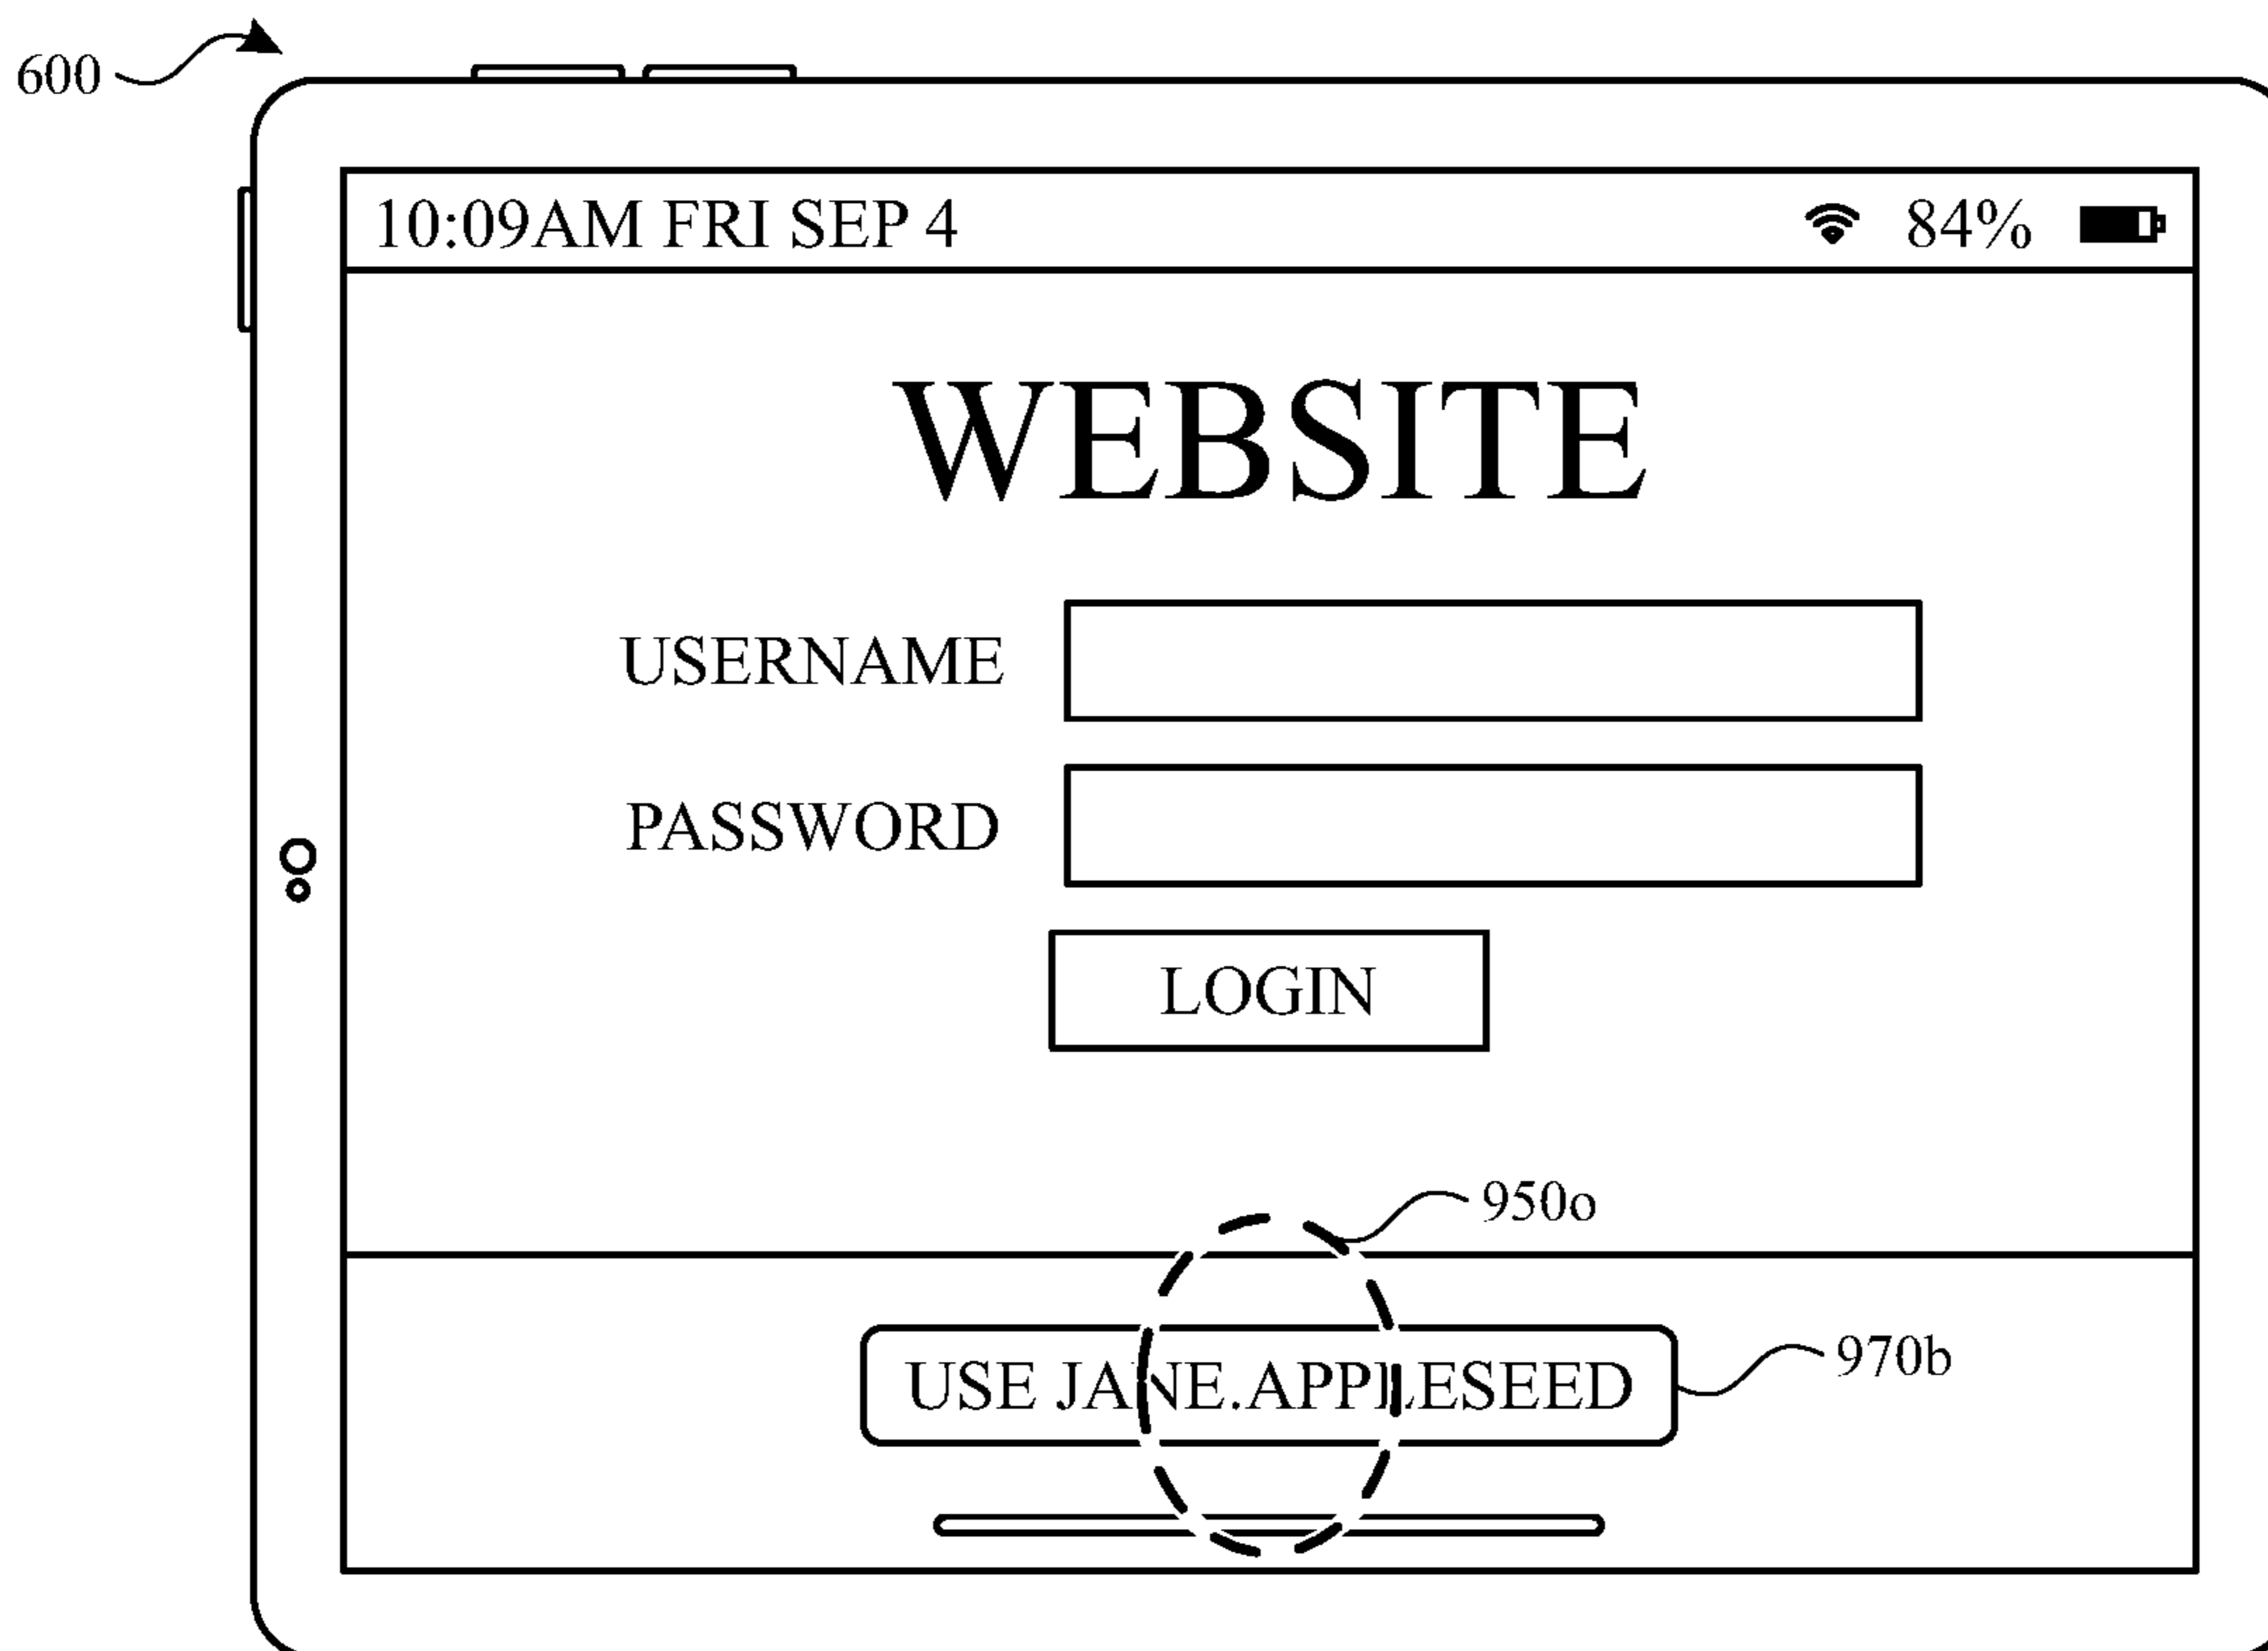 600
10:09AM FRI SEP 4 84%
WEBSITE
USERNAME
PASSWORD
LOGIN
950o
USE JANE.APPLESEED
970b